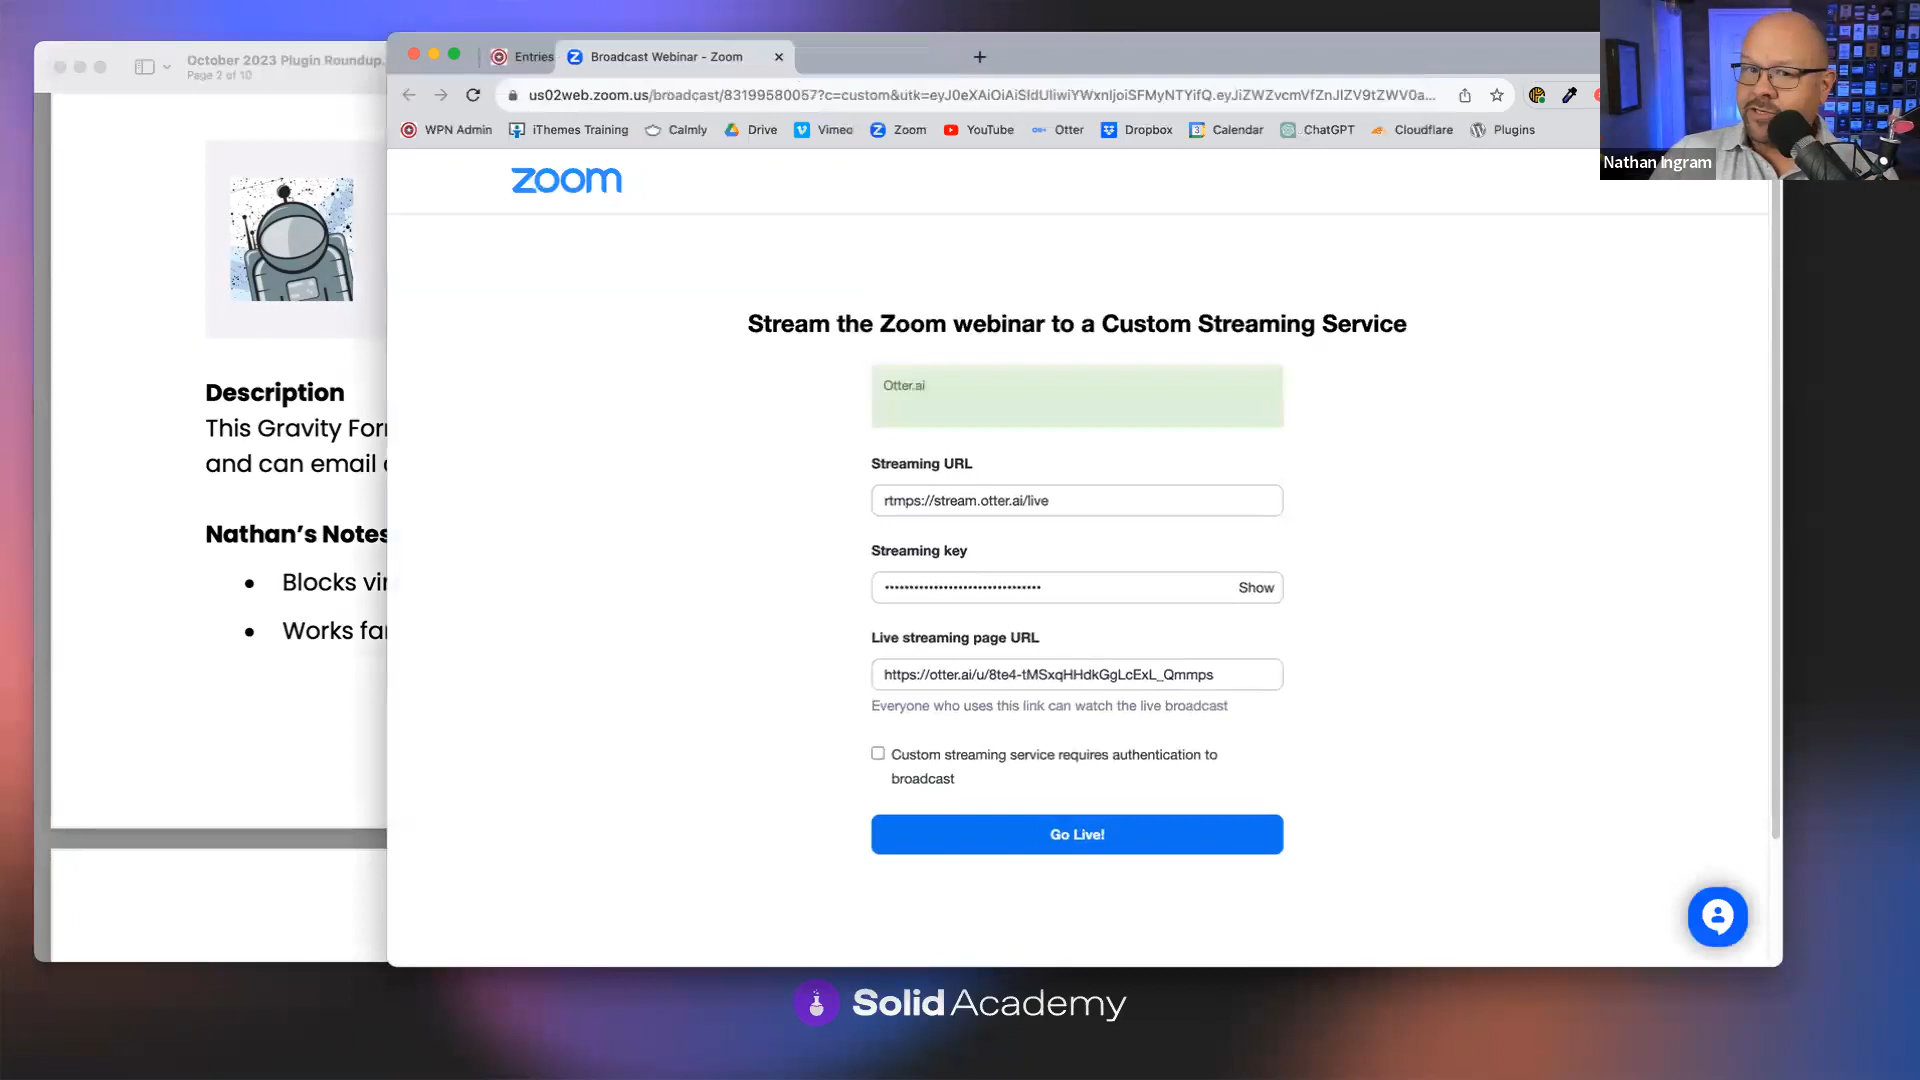 October 2023 Plugin Roundup.
Page 2 of 10
Entries
Broadcast Webinar - Zoom
WPN Admin
iThemes Training
Calmly
Drive
Vimeo
Zoom
YouTube
Otter
Dropbox
Calendar
ChatGPT
Cloudflare
Plugins
Nathan Ingram
zoom
Stream the Zoom webinar to a Custom Streaming Service
Otter.ai
Streaming URL
rtmps://stream.otter.ai/live
Streaming key
Show
Live streaming page URL
https://otter.ai/u/8te4-tMSxqHHdkGgLcExL_Qmmps
Everyone who uses this link can watch the live broadcast
Custom streaming service requires authentication to
broadcast
Go Live!
Description
This Gravity For
and can email
Nathan’s Notes
Blocks vi
Works fa
Solid Academy